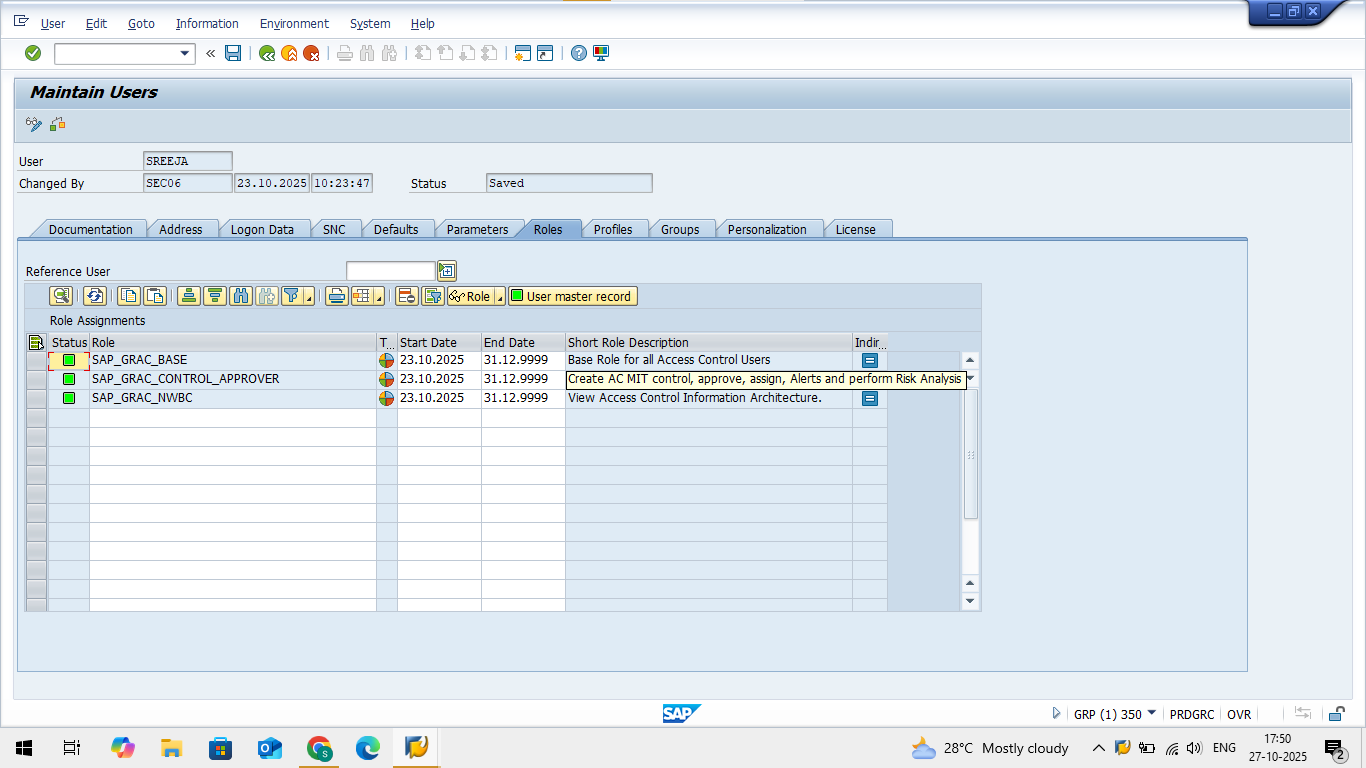 User Edit Goto Information Environment System Help
Maintain Users
User SREEJA
Changed By SEC06 23.10.2025 10:23:47 Status Saved
Documentation Address Logon Data SNC Defaults Parameters Roles Profiles Groups Personalization License
Reference User
Role User master record
Role Assignments
Status Role T... Start Date End Date Short Role Description Indir...
SAP_GRAC_BASE 23.10.2025 31.12.9999 Base Role for all Access Control Users
SAP_GRAC_CONTROL_APPROVER 23.10.2025 31.12.9999 Create AC MIT control, approve, assign, Alerts and perform Risk Analysis
SAP_GRAC_NWBC 23.10.2025 31.12.9999 View Access Control Information Architecture.
SAP GRP (1) 350 PRDGRC OVR
28°C Mostly cloudy ENG 17:50
27-10-2025 2